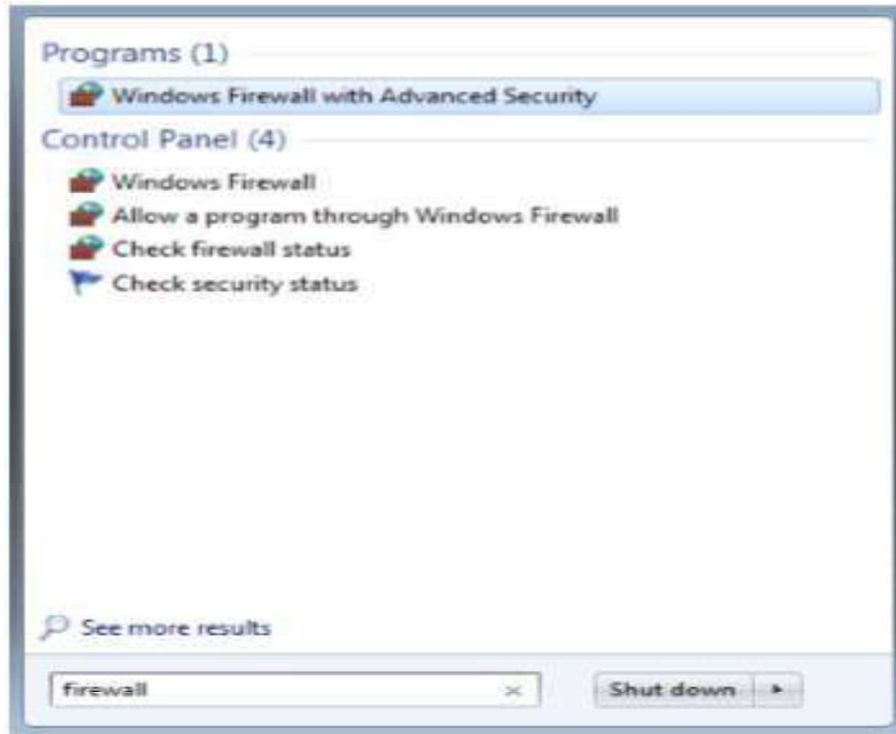 Programs (1)
Windows Firewall with Advanced Security
Control Panel (4)
Windows Firewall
Allow a program through Windows Firewall
Check firewall status
Check security status
See more results
firewall
Shut down